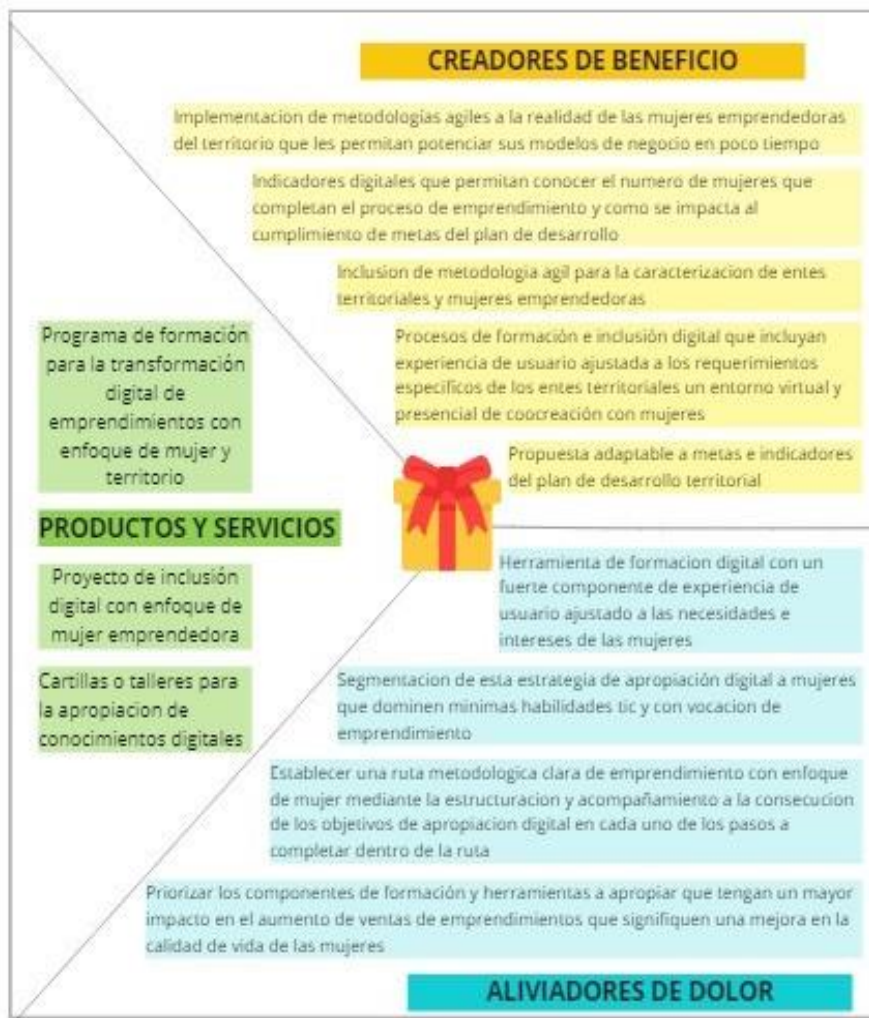 CREADORES DE BENEFICIO
Implementacion de metodologías agiles a la realidad de las mujeres emprendedoras
del territorio que les permitan potenciar sus modelos de negocio en poco tiempo
Indicadores digitales que permitan conocer el numero de mujeres que
completan el proceso de emprendimiento y como se impacta al
cumplimiento de metas del plan de desarrollo
Inclusion de metodologia agil para la caracterizacion de entes
territoriales y mujeres emprendedoras
Procesos de formación e inclusión digital que incluyan
experiencia de usuario ajustada a los requerimientos
especificos de los entes territoriales un entorno virtual y
presencial de coocreación con mujeres
Propuesta adaptable a metas e indicadores
del plan de desarrollo territorial
Programa de formación
para la transformación
digital de
emprendimientos con
enfoque de mujer y
territorio
PRODUCTOS Y SERVICIOS
Proyecto de inclusión
digital con enfoque de
mujer emprendedora
Cartillas o talleres para
la apropiacion de
conocimientos digitales
Herramienta de formacion digital con un
fuerte componente de experiencia de
usuario ajustado a las necesidades e
intereses de las mujeres
Segmentacion de esta estrategia de apropiación digital a mujeres
que dominen minimas habilidades tic y con vocacion de
emprendimiento
Establecer una ruta metodologica clara de emprendimiento con enfoque
de mujer mediante la estructuracion y acompañamiento a la consecucion
de los objetivos de apropiacion digital en cada uno de los pasos a
completar dentro de la ruta
Priorizar los componentes de formación y herramientas a apropiar que tengan un mayor
impacto en el aumento de ventas de emprendimientos que signifiquen una mejora en la
calidad de vida de las mujeres
ALIVIADORES DE DOLOR